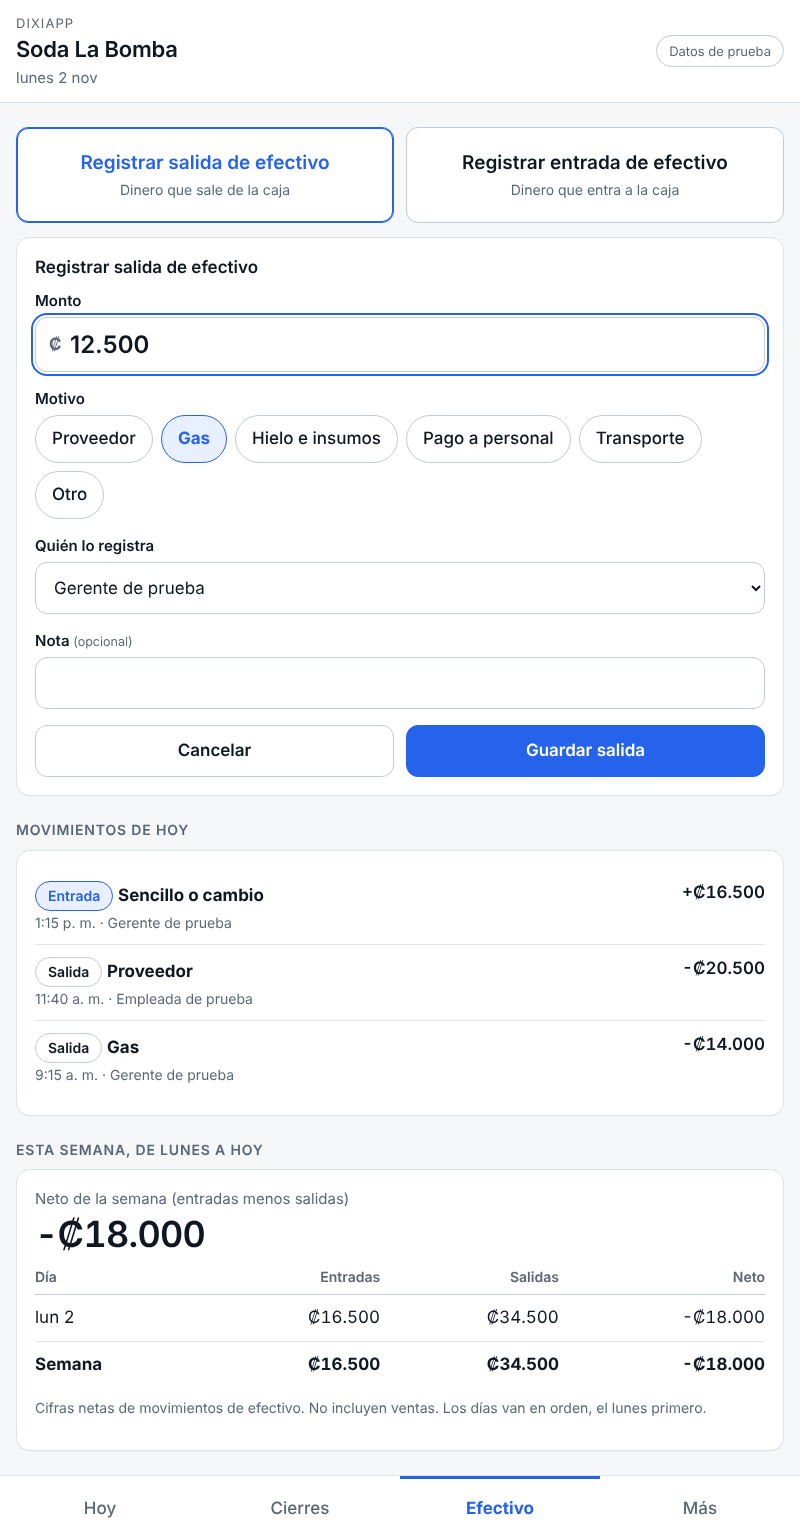 DIXIAPP
Soda La Bomba
lunes 2 nov
Datos de prueba
Registrar salida de efectivo
Dinero que sale de la caja
Registrar entrada de efectivo
Dinero que entra a la caja
Registrar salida de efectivo
Monto
₡ 12.500
Motivo
Proveedor Gas Hielo e insumos Pago a personal Transporte
Otro
Quién lo registra
Gerente de prueba
Nota (opcional)
Cancelar Guardar salida
MOVIMIENTOS DE HOY
Entrada Sencillo o cambio +₡16.500
1:15 p. m. · Gerente de prueba
Salida Proveedor -₡20.500
11:40 a. m. · Empleada de prueba
Salida Gas -₡14.000
9:15 a. m. · Gerente de prueba
ESTA SEMANA, DE LUNES A HOY
Neto de la semana (entradas menos salidas)
-₡18.000
Día Entradas Salidas Neto
lun 2 ₡16.500 ₡34.500 -₡18.000
Semana ₡16.500 ₡34.500 -₡18.000
Cifras netas de movimientos de efectivo. No incluyen ventas. Los días van en orden, el lunes primero.
Hoy Cierres Efectivo Más